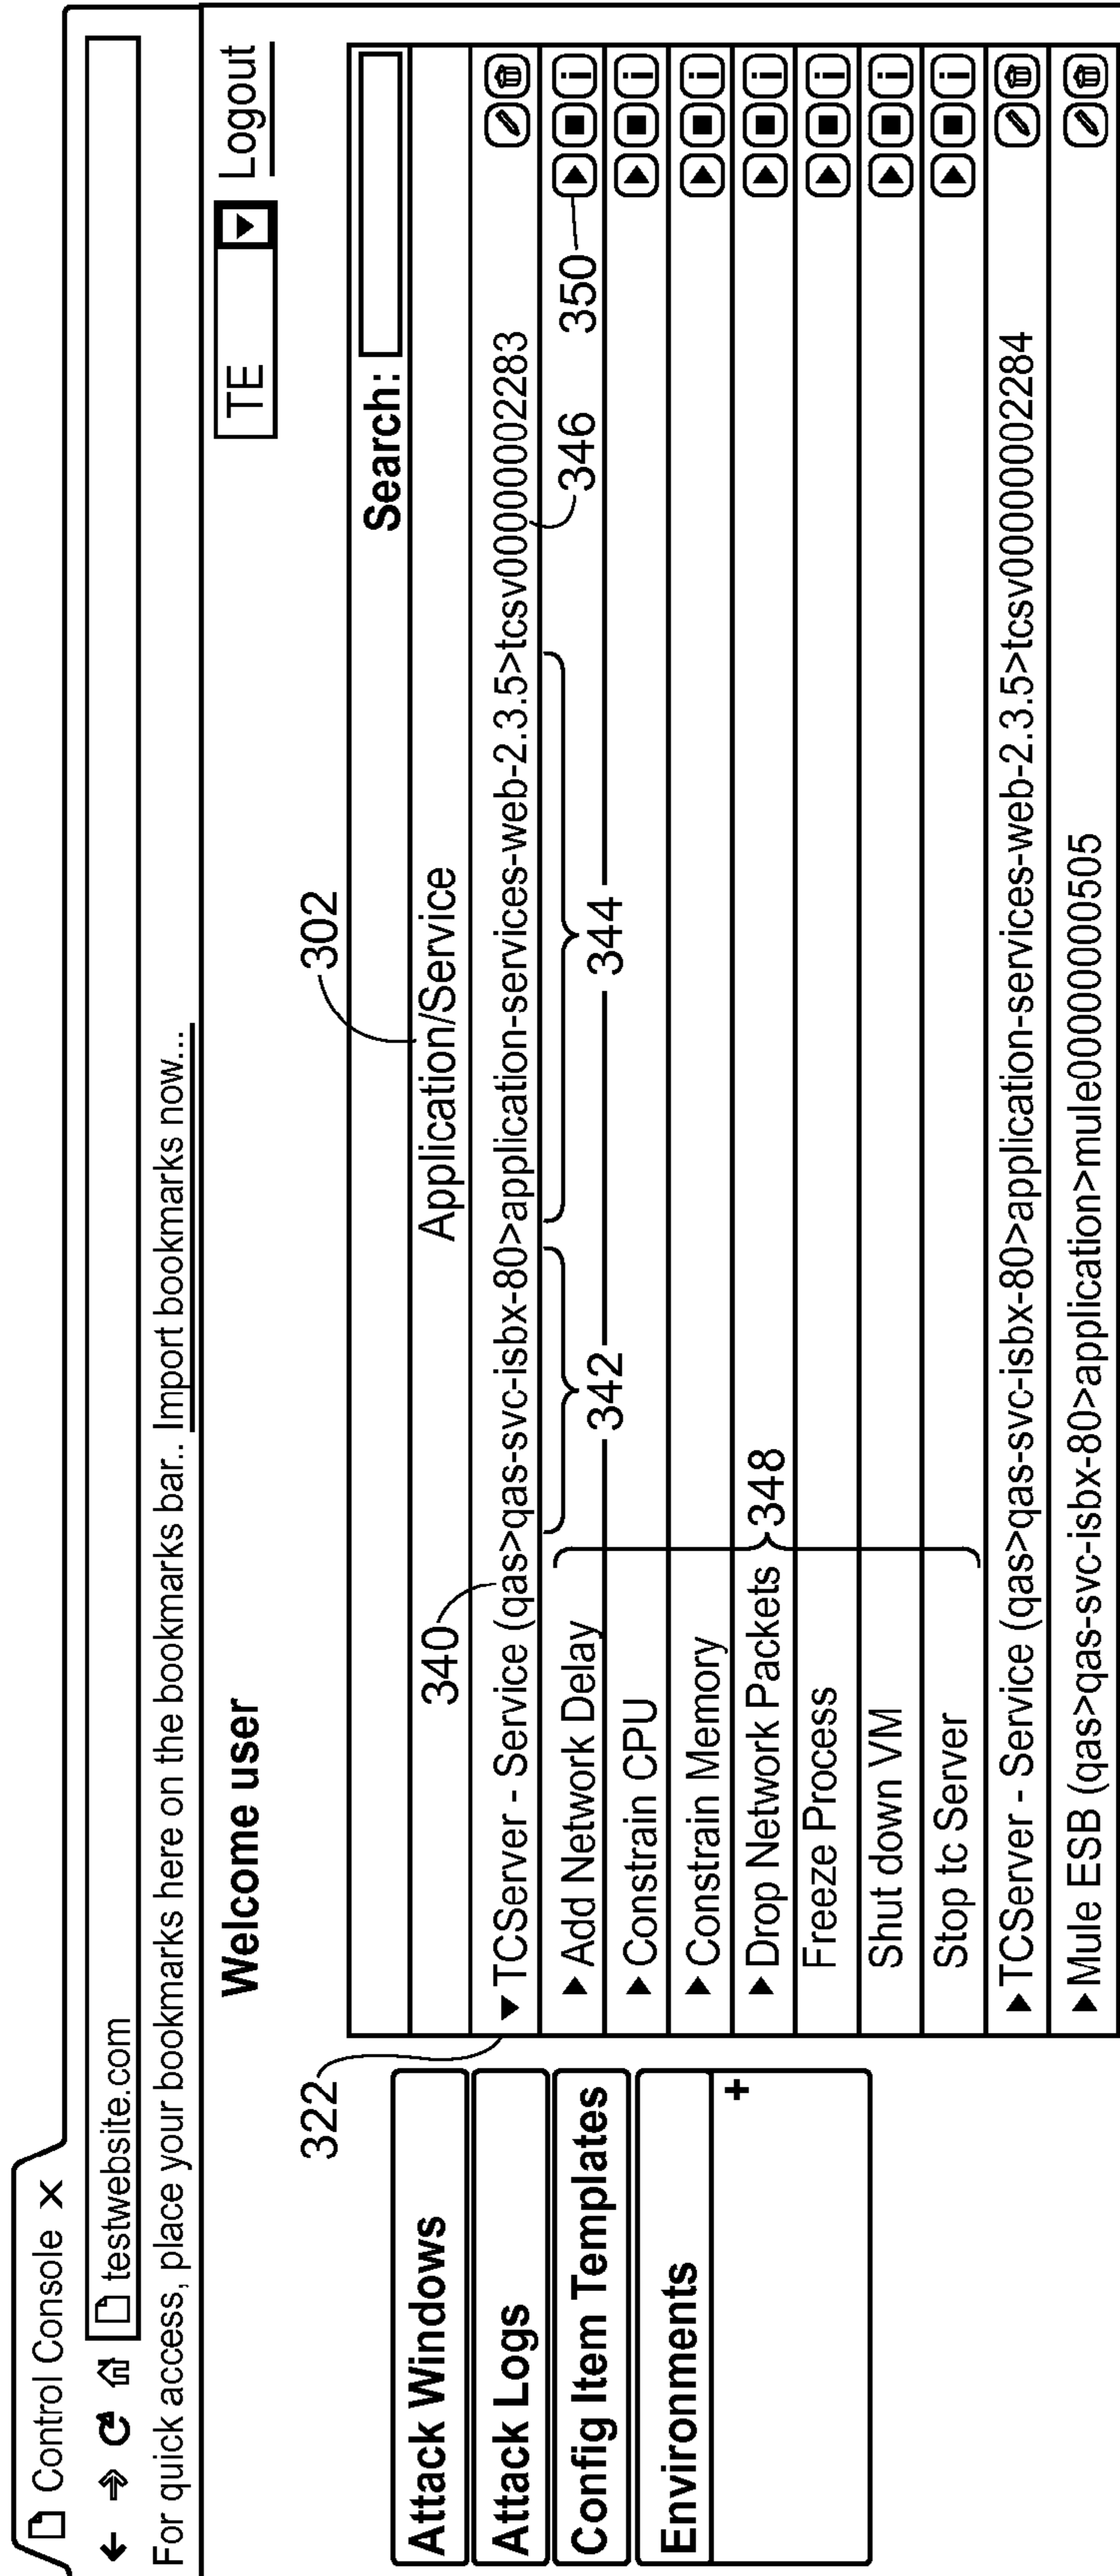 Control Console X
testwebsite.com
For quick access, place your bookmarks here on the bookmarks bar.. Import bookmarks now...
Welcome user
TE
Logout
302
Search:
322
Attack Windows
Attack Logs
Config Item Templates
Environments
+
340
Application/Service
TCServer - Service (qas>qas-svc-isbx-80>application-services-web-2.3.5>tcsv00000002283
Add Network Delay
342
344
346
350
Constrain CPU
Constrain Memory
Drop Network Packets
348
Freeze Process
Shut down VM
Stop tc Server
TCServer - Service (qas>qas-svc-isbx-80>application-services-web-2.3.5>tcsv00000002284
Mule ESB (qas>qas-svc-isbx-80>application>mule00000000505